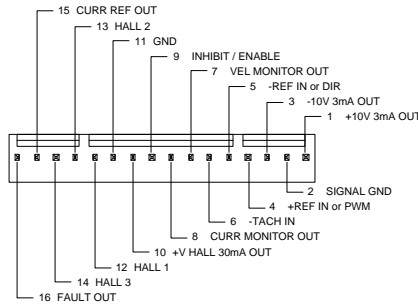 15 CURR REF OUT
13 HALL 2
11 GND
9 INHIBIT / ENABLE
7 VEL MONITOR OUT
5 -REF IN or DIR
3 -10V 3mA OUT
1 +10V 3mA OUT
2 SIGNAL GND
4 +REF IN or PWM
6 -TACH IN
8 CURR MONITOR OUT
10 +V HALL 30mA OUT
12 HALL 1
14 HALL 3
16 FAULT OUT